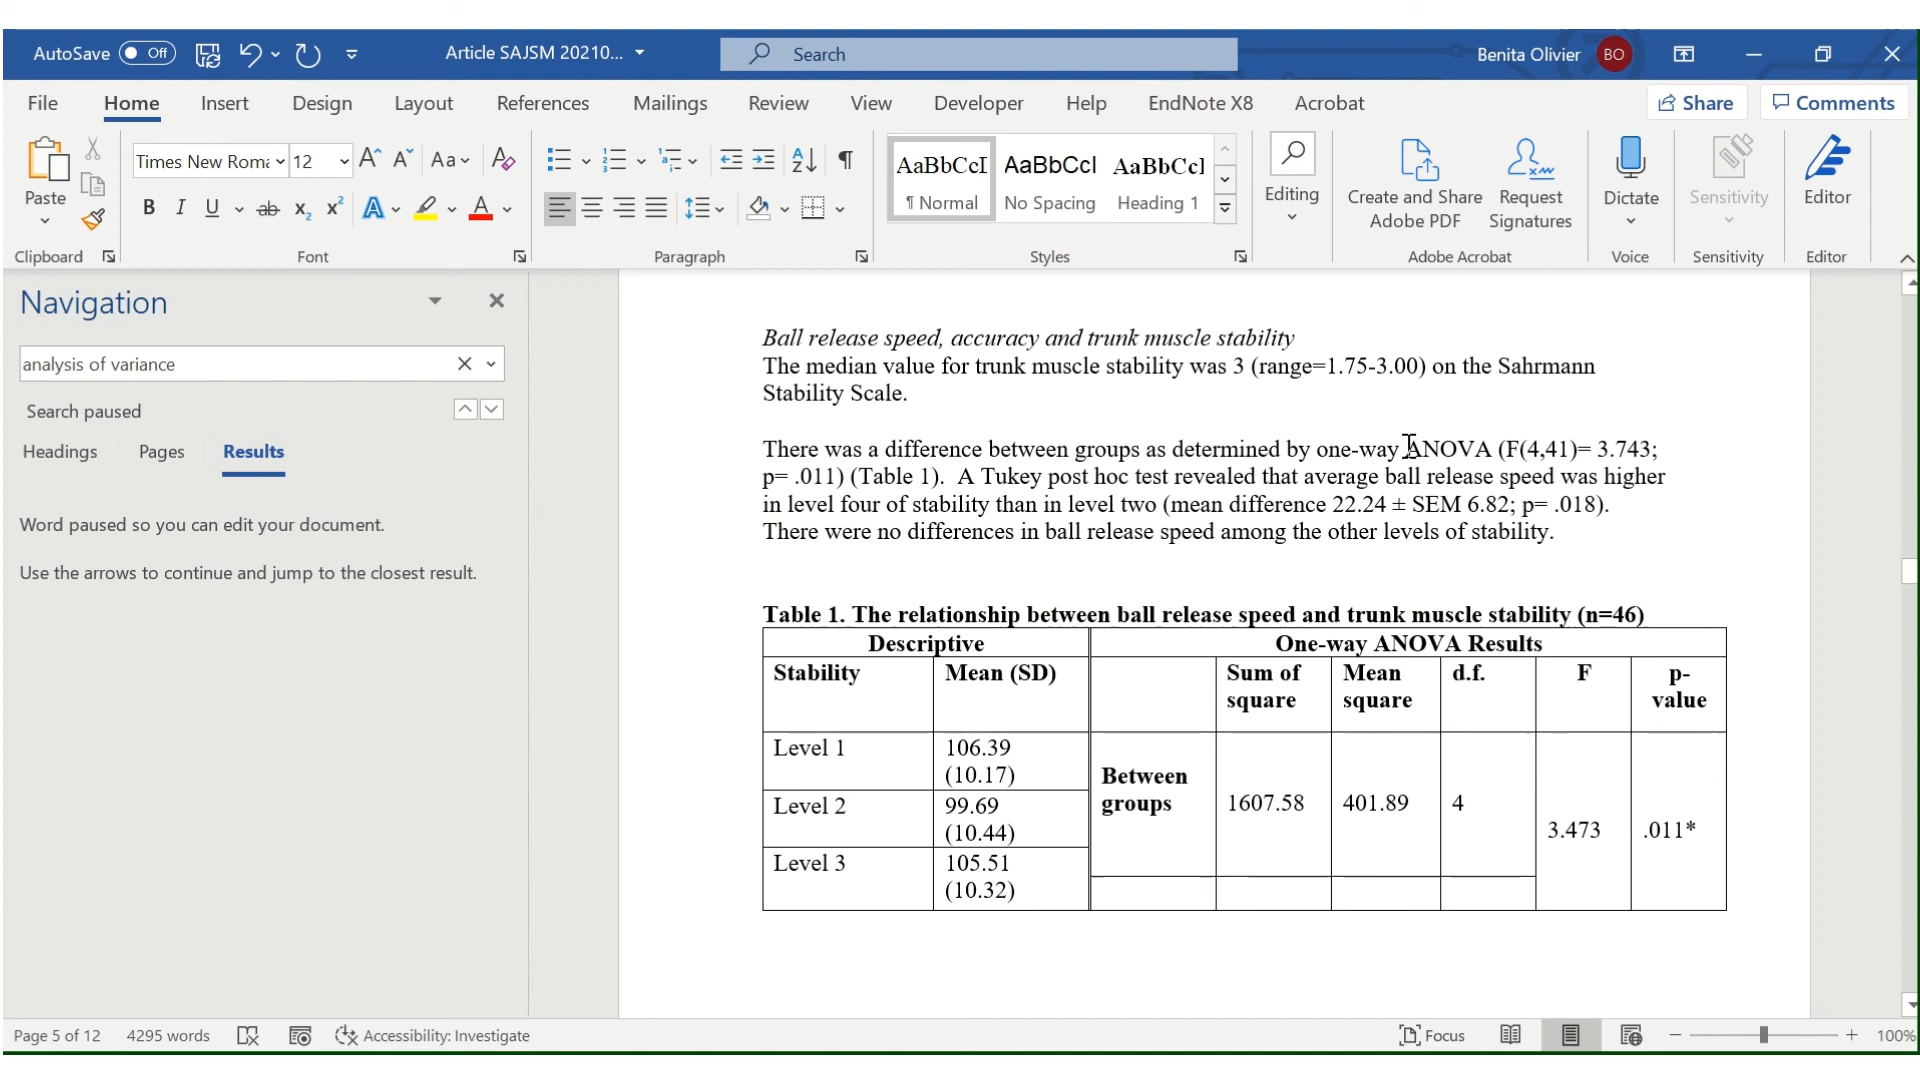 AutoSave Off Article SAJSM 20210... Search Benita Olivier BO
File Home Insert Design Layout References Mailings Review View Developer Help EndNote X8 Acrobat Share Comments
Paste
Clipboard
Times New Roma 12 Aa
B I U ab x2 x2 A A
Font
Paragraph
AaBbCcI AaBbCcI AaBbCcI
¶ Normal No Spacing Heading 1
Styles
Editing
Create and Share
Adobe PDF
Request
Signatures
Adobe Acrobat
Dictate
Voice
Sensitivity
Sensitivity
Editor
Editor
Navigation
analysis of variance
Search paused
Headings Pages Results
Word paused so you can edit your document.
Use the arrows to continue and jump to the closest result.
Ball release speed, accuracy and trunk muscle stability
The median value for trunk muscle stability was 3 (range=1.75-3.00) on the Sahrmann
Stability Scale.
There was a difference between groups as determined by one-way ANOVA (F(4,41)= 3.743;
p= .011) (Table 1). A Tukey post hoc test revealed that average ball release speed was higher
in level four of stability than in level two (mean difference 22.24 ± SEM 6.82; p= .018).
There were no differences in ball release speed among the other levels of stability.
Table 1. The relationship between ball release speed and trunk muscle stability (n=46)
Descriptive One-way ANOVA Results
Stability Mean (SD) Sum of square Mean square d.f. F p-value
Level 1 106.39 (10.17)
Between groups 1607.58 401.89 4 3.473 .011*
Level 2 99.69 (10.44)
Level 3 105.51 (10.32)
Page 5 of 12 4295 words Accessibility: Investigate Focus 100%